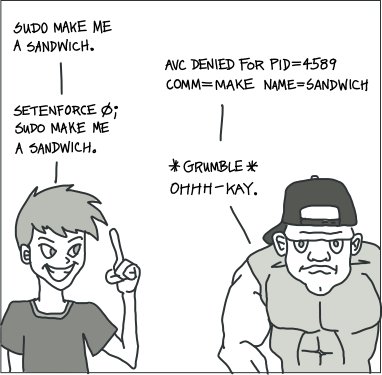 SUDO MAKE ME
A SANDWICH.
AVC DENIED FOR PID=4589
COMM=MAKE NAME=SANDWICH
SETENFORCE 0;
SUDO MAKE ME
A SANDWICH.
*GRUMBLE*
OHHH-KAY.